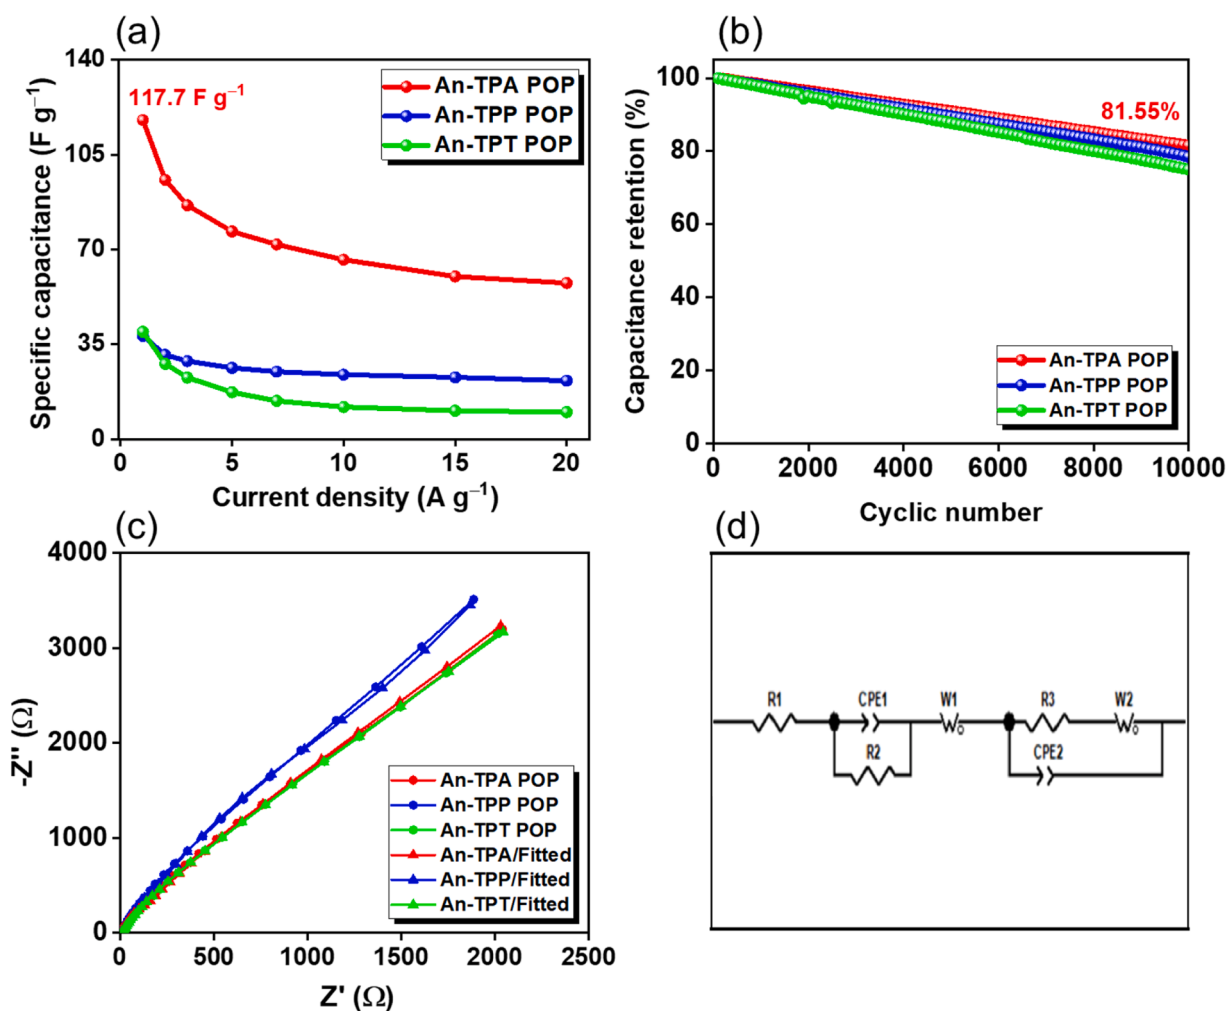 (a)
140
105
70
35
0
Specific capacitance (F g⁻¹)
117.7 F g⁻¹
An-TPA POP
An-TPP POP
An-TPT POP
0 5 10 15 20
Current density (A g⁻¹)
(b)
100
80
60
40
20
0
Capacitance retention (%)
81.55%
An-TPA POP
An-TPP POP
An-TPT POP
0 2000 4000 6000 8000 10000
Cyclic number
(c)
4000
3000
2000
1000
0
-Z'' (Ω)
An-TPA POP
An-TPP POP
An-TPT POP
An-TPA/Fitted
An-TPP/Fitted
An-TPT/Fitted
0 500 1000 1500 2000 2500
Z' (Ω)
(d)
R1 CPE1 W1 R3 W2
R2 CPE2